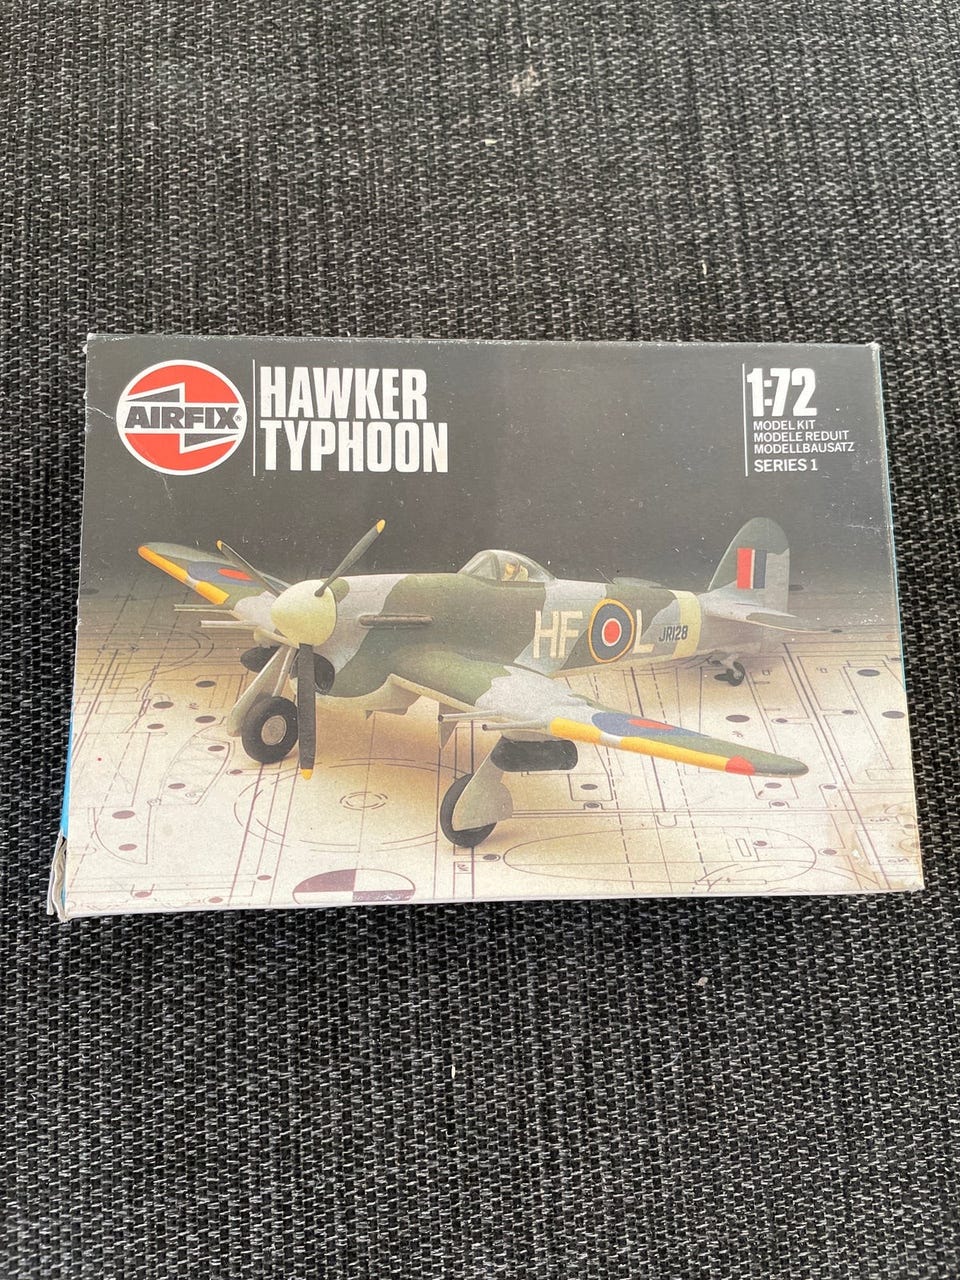 AIRFIX®
HAWKER
TYPHOON
1:72
MODEL KIT
MODELE REDUIT
MODELLBAUSATZ
SERIES 1
HF L JR128